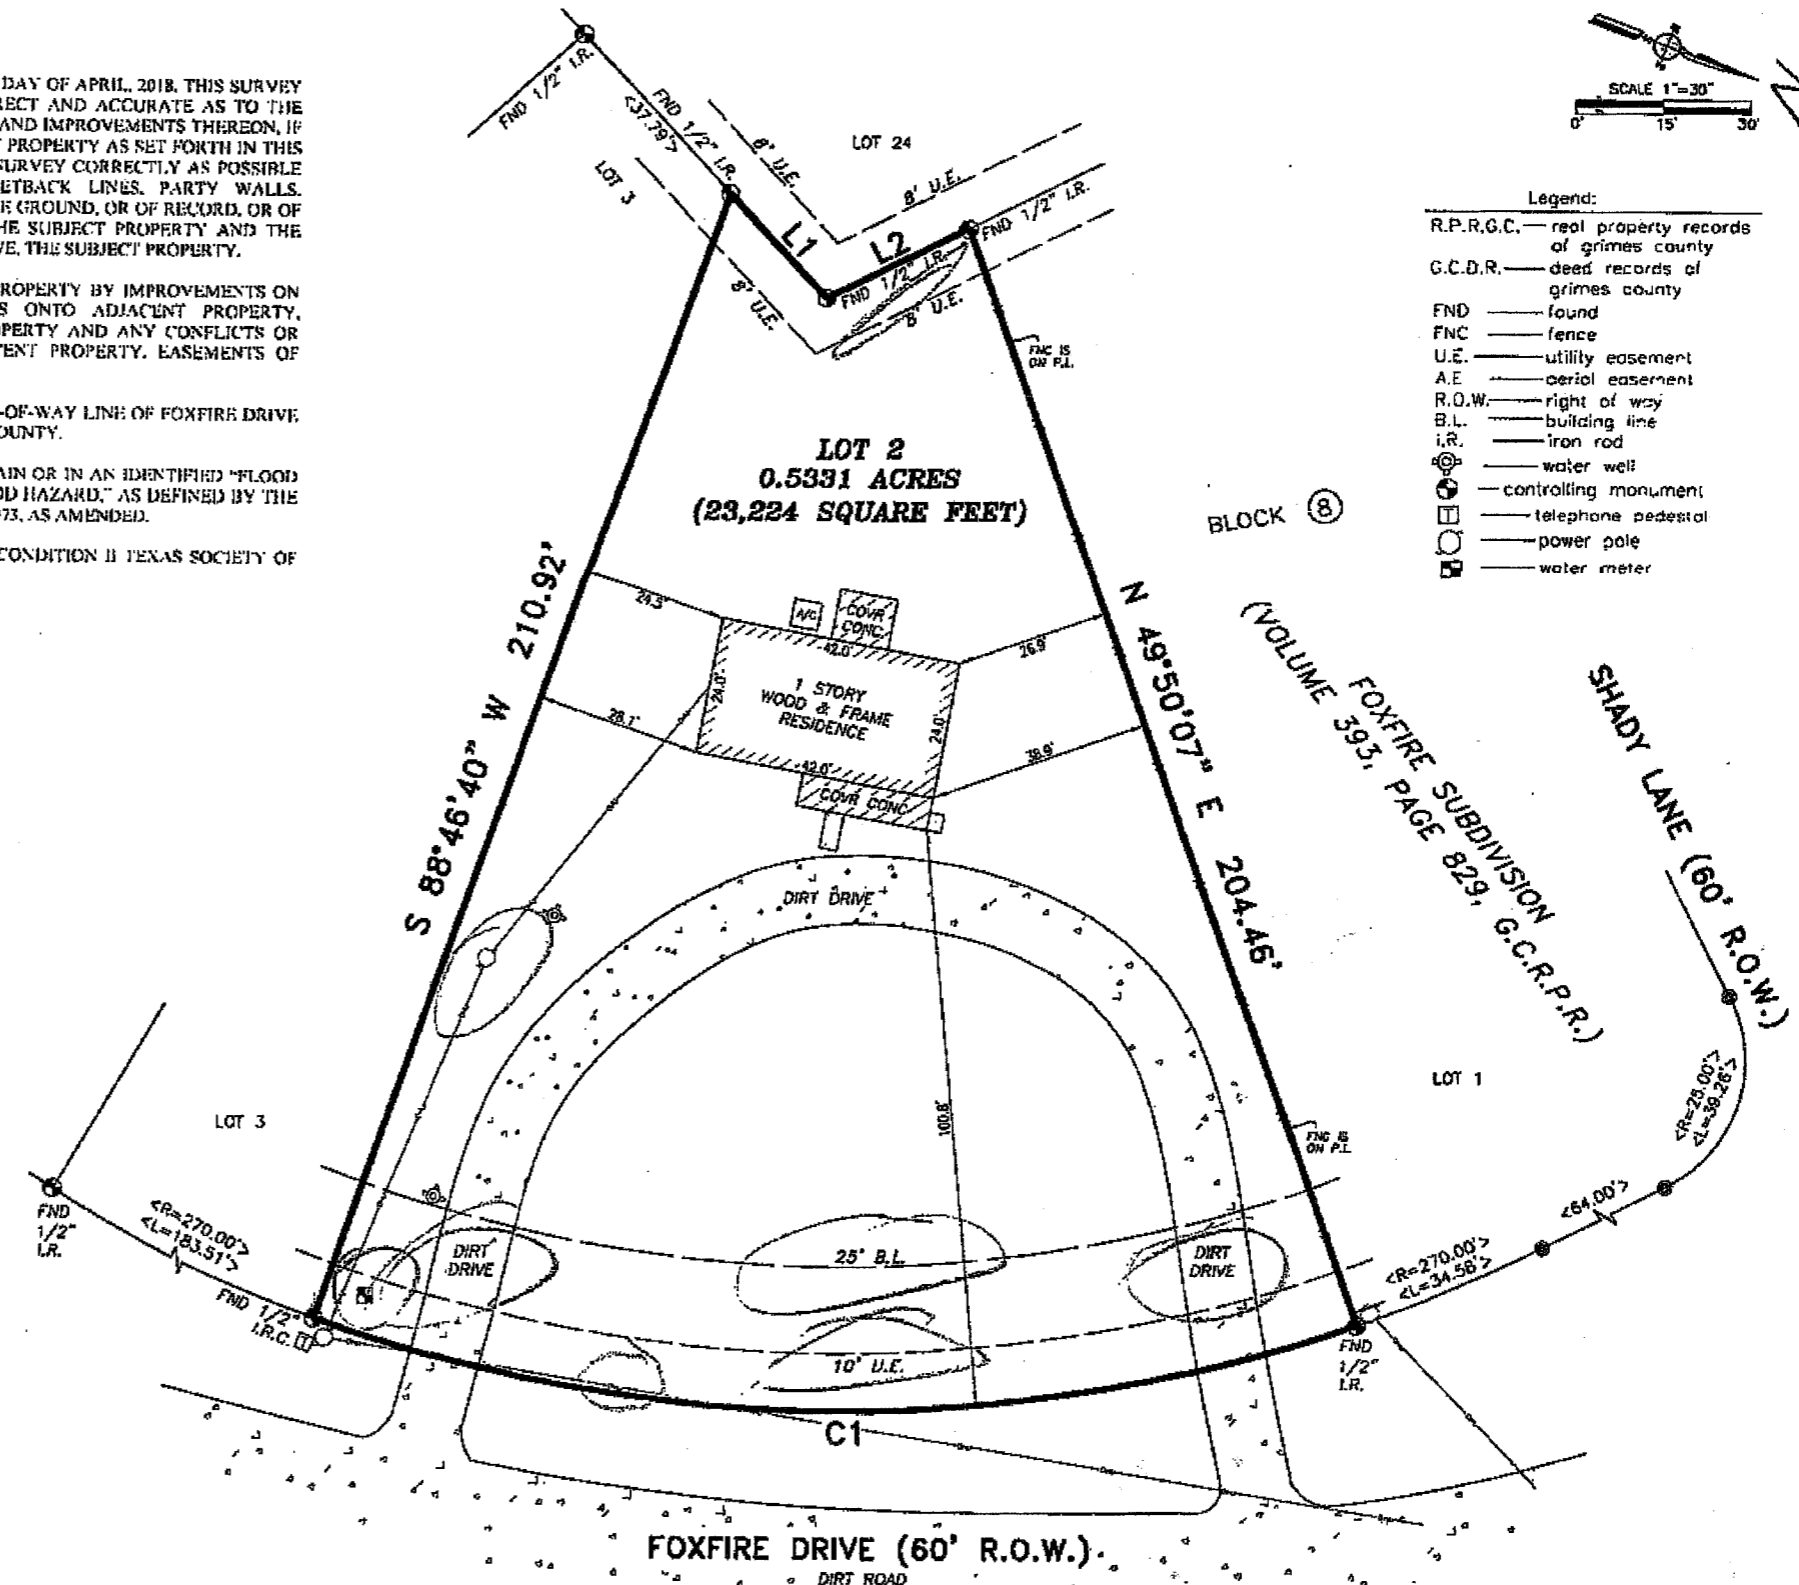 DAY OF APRIL, 2018. THIS SURVEY
RECT AND ACCURATE AS TO THE
AND IMPROVEMENTS THEREON, IF
PROPERTY AS SET FORTH IN THIS
SURVEY CORRECTLY AS POSSIBLE
ETBACK LINES, PARTY WALLS,
E GROUND, OR OF RECORD, OR OF
HE SUBJECT PROPERTY AND THE
VE, THE SUBJECT PROPERTY.
ROPERTY BY IMPROVEMENTS ON
S ONTO ADJACENT PROPERTY,
PERTY AND ANY CONFLICTS OR
ENT PROPERTY. EASEMENTS OF
-OF-WAY LINE OF FOXFIRE DRIVE
OUNTY.
AIN OR IN AN IDENTIFIED "FLOOD
OD HAZARD," AS DEFINED BY THE
73, AS AMENDED.
CONDITION II TEXAS SOCIETY OF
SCALE 1"=30"
0' 15' 30'
Legend:
R.P.R.G.C. real property records
of grimes county
G.C.D.R. deed records of
grimes county
FND found
FNC fence
U.E. utility easement
A.E aerial easement
R.O.W. right of way
B.L. building line
I.R. iron rod
water well
controlling monument
T telephone pedestal
power pole
water meter
FND 1/2" I.R.
FND 1/2" I.R.
<37.79'>
LOT 3
8' U.E.
LOT 24
8' U.E.
L1
L2
FND 1/2" I.R.
FND 1/2" I.R.
8' U.E.
8' U.E.
FNC IS
ON P.L.
LOT 2
0.5331 ACRES
(23,224 SQUARE FEET)
BLOCK 8
S 88°46'40" W 210.92'
N 49°50'07" E 204.46'
24.3'
A/C
COVR
CONC.
42.0'
26.9'
24.0'
1 STORY
WOOD & FRAME
RESIDENCE
24.0'
28.1'
42.0'
38.9'
COVR CONC.
FOXFIRE SUBDIVISION
(VOLUME 393, PAGE 829, G.C.R.P.R.)
SHADY LANE (60' R.O.W.)
DIRT DRIVE
100.8'
LOT 3
LOT 1
<R=25.00'>
<L=39.26'>
FNC IS
ON P.L.
<64.00'>
FND
1/2"
I.R.
<R=270.00'>
<L=183.51'>
DIRT
DRIVE
25' B.L.
DIRT
DRIVE
<R=270.00'>
<L=34.58'>
FND 1/2"
I.R.C.
T
10' U.E.
FND
1/2"
I.R.
C1
FOXFIRE DRIVE (60' R.O.W.)
DIRT ROAD